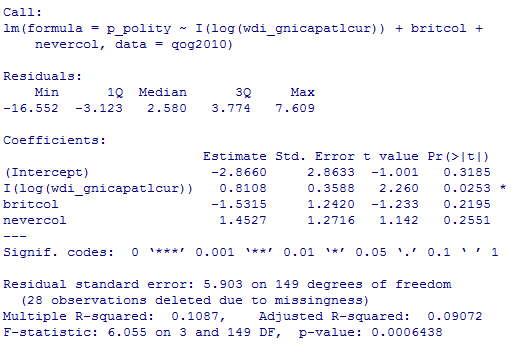 Call:
lm(formula = p_polity ~ I(log(wdi_gnicapatlcur)) + britcol +
    nevercol, data = qog2010)
Residuals:
    Min      1Q  Median      3Q     Max
-16.552  -3.123   2.580   3.774   7.609
Coefficients:
                         Estimate Std. Error t value Pr(>|t|)
(Intercept)               -2.8660     2.8633  -1.001   0.3185
I(log(wdi_gnicapatlcur))   0.8108     0.3588   2.260   0.0253 *
britcol                   -1.5315     1.2420  -1.233   0.2195
nevercol                   1.4527     1.2716   1.142   0.2551
---
Signif. codes:  0 ‘***’ 0.001 ‘**’ 0.01 ‘*’ 0.05 ‘.’ 0.1 ‘ ’ 1
Residual standard error: 5.903 on 149 degrees of freedom
  (28 observations deleted due to missingness)
Multiple R-squared:  0.1087,    Adjusted R-squared:  0.09072
F-statistic: 6.055 on 3 and 149 DF,  p-value: 0.0006438